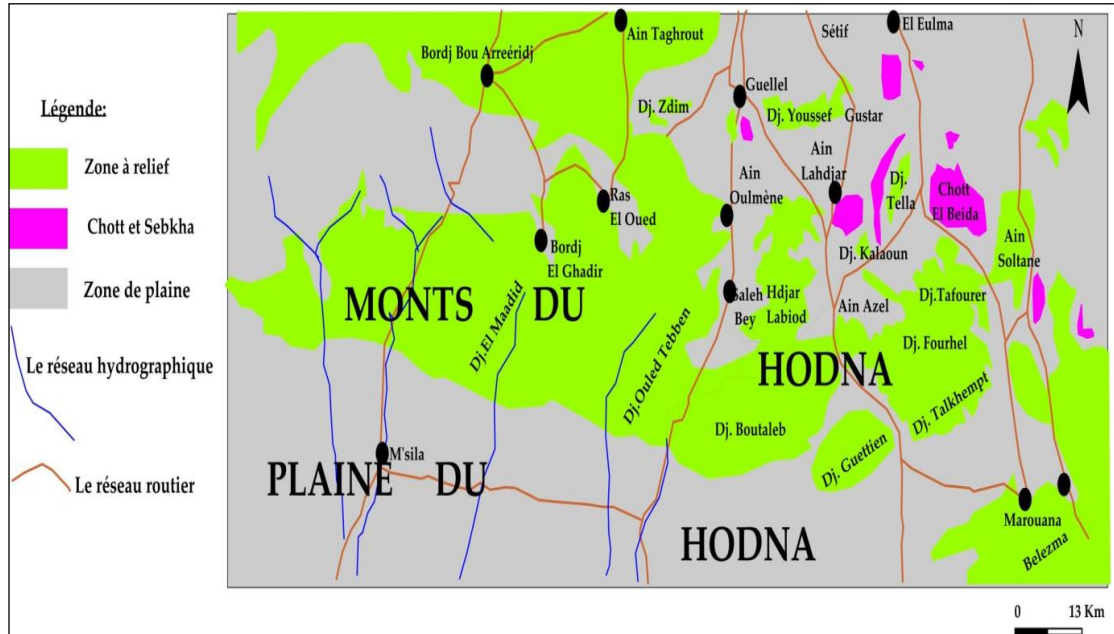 Légende:
Zone à relief
Chott et Sebkha
Zone de plaine
Le réseau hydrographique
Le réseau routier
Bordj Bou Arreéridj
Ain Taghrout
Sétif
El Eulma
N
Dj. Zdim
Guellel
Dj. Youssef
Gustar
Ain
Lahdjar
Ain
Oulmène
Dj.
Tella
Chott
El Beida
Ras
El Oued
Bordj
El Ghadir
Dj. Kalaoun
Ain
Soltane
MONTS DU
HODNA
Dj.El Maadid
Dj.Ouled Tebben
Saleh
Bey
Hdjar
Labiod
Ain Azel
Dj.Tafourer
Dj. Fourhel
Dj. Talkhempt
Dj. Boutaleb
Dj. Guettien
M'sila
PLAINE DU
HODNA
Marouana
Belezma
0 13 Km